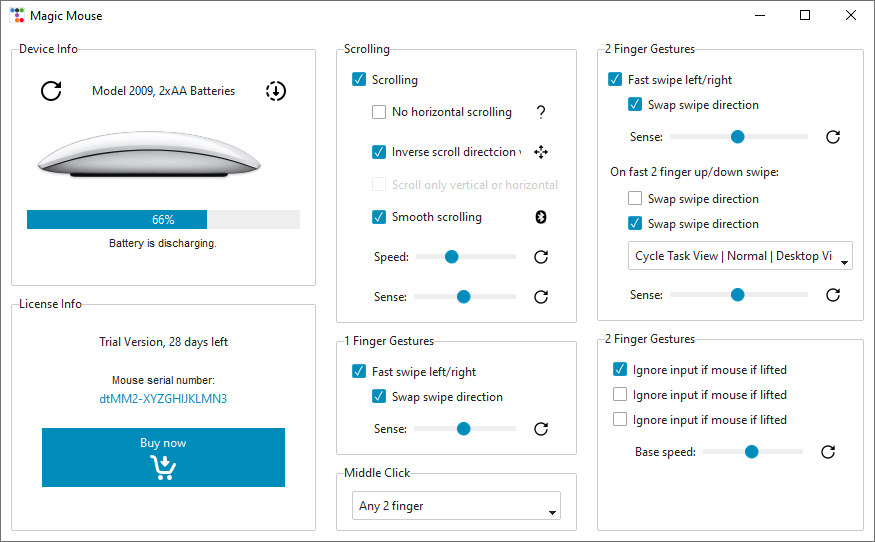 Magic Mouse
Device Info
Model 2009, 2xAA Batteries
66%
Battery is discharging.
License Info
Trial Version, 28 days left
Mouse serial number:
dtMM2-XYZGHIJKLMN3
Buy now
Scrolling
Scrolling
No horizontal scrolling
?
Inverse scroll directcion v
Scroll only vertical or horizontal
Smooth scrolling
Speed:
Sense:
1 Finger Gestures
Fast swipe left/right
Swap swipe direction
Sense:
Middle Click
Any 2 finger
2 Finger Gestures
Fast swipe left/right
Swap swipe direction
Sense:
On fast 2 finger up/down swipe:
Swap swipe direction
Swap swipe direction
Cycle Task View | Normal | Desktop Vi
Sense:
2 Finger Gestures
Ignore input if mouse if lifted
Ignore input if mouse if lifted
Ignore input if mouse if lifted
Base speed: